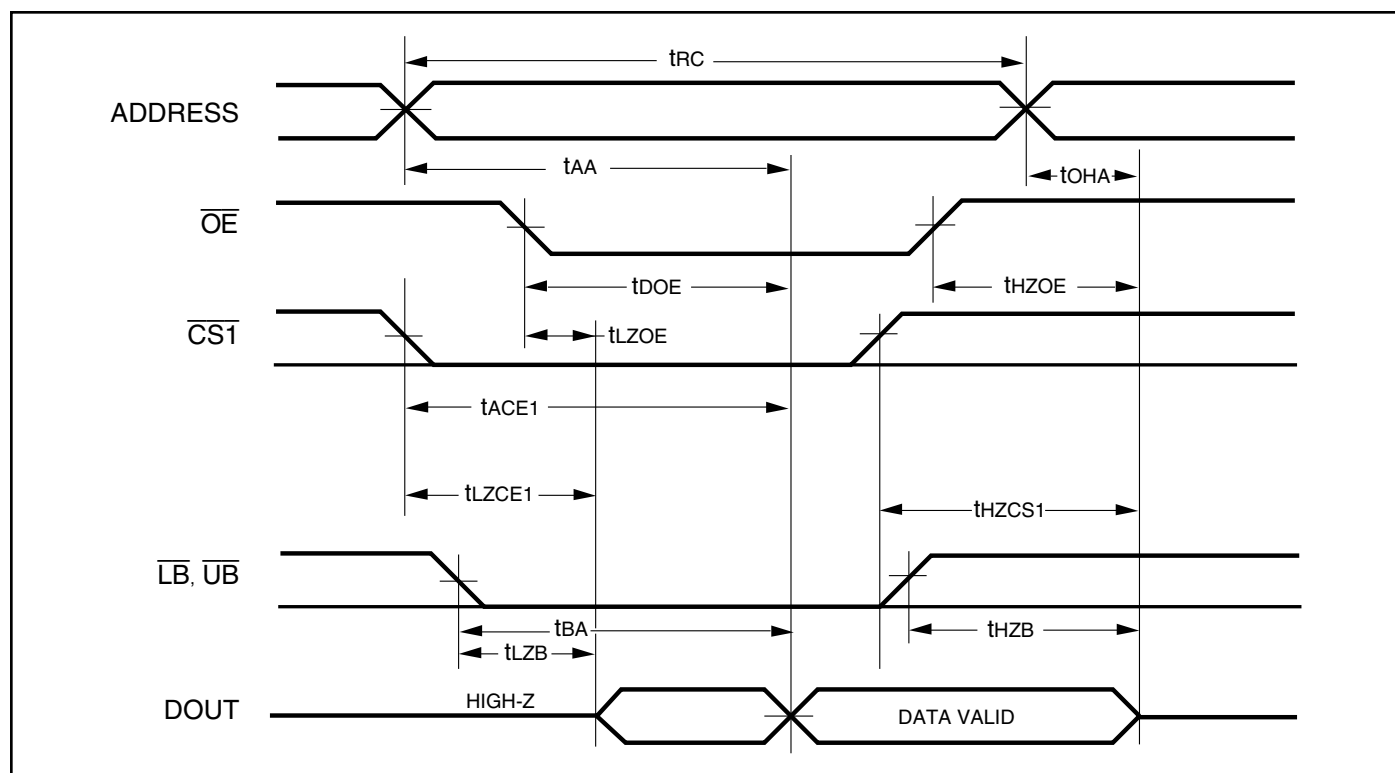 tRC
ADDRESS
tAA
tOHA
OE
tDOE
tHZOE
CS1
tLZOE
tACE1
tLZCE1
tHZCS1
LB, UB
tBA
tHZB
tLZB
HIGH-Z
DOUT
DATA VALID